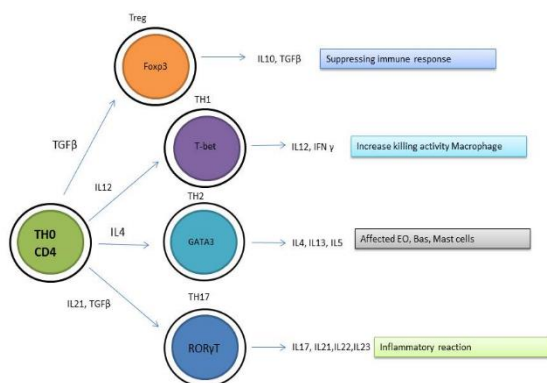 Treg
Foxp3
IL10, TGFβ
Suppressing immune response
TGFβ
TH1
T-bet
IL12, IFN γ
Increase killing activity Macrophage
IL12
TH2
TH0
CD4
IL4
GATA3
IL4, IL13, IL5
Affected EO, Bas, Mast cells
TH17
IL21, TGFβ
RORγT
IL17, IL21,IL22,IL23
Inflammatory reaction